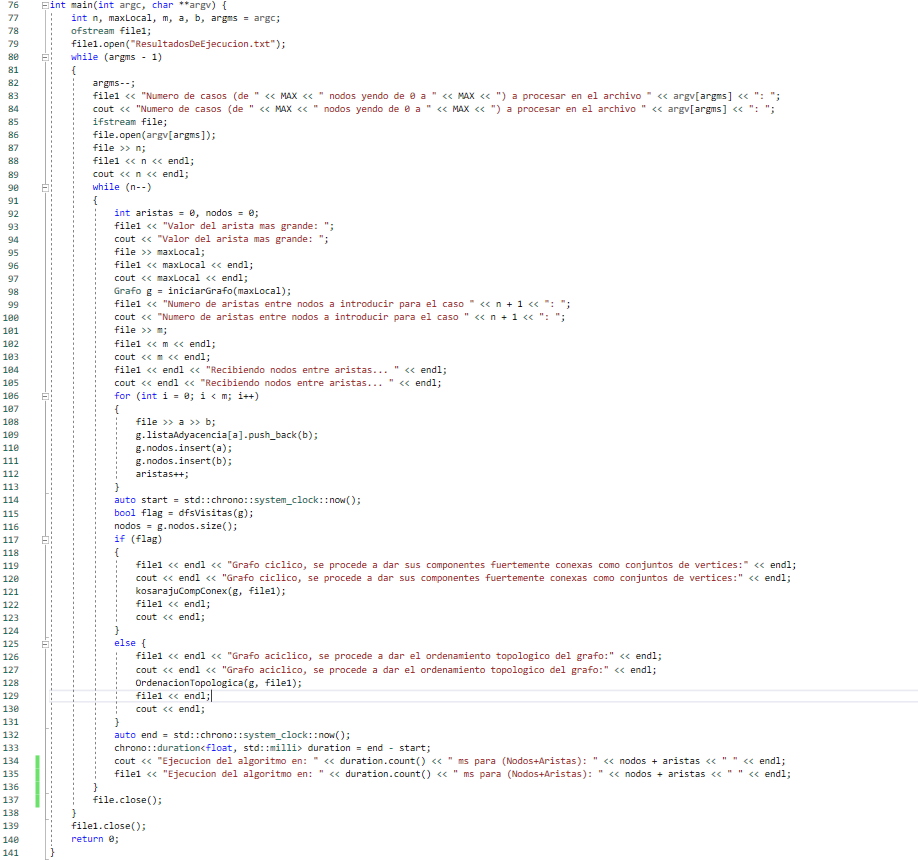 76 int main(int argc, char **argv) {
77 int n, maxLocal, m, a, b, argms = argc;
78 ofstream file1;
79 file1.open("ResultadosDeEjecucion.txt");
80 while (argms - 1)
81 {
82 argms--;
83 file1 << "Numero de casos (de " << MAX << " nodos yendo de 0 a " << MAX << ") a procesar en el archivo " << argv[argms] << ": ";
84 cout << "Numero de casos (de " << MAX << " nodos yendo de 0 a " << MAX << ") a procesar en el archivo " << argv[argms] << ": ";
85 ifstream file;
86 file.open(argv[argms]);
87 file >> n;
88 file1 << n << endl;
89 cout << n << endl;
90 while (n--)
91 {
92 int aristas = 0, nodos = 0;
93 file1 << "Valor del arista mas grande: ";
94 cout << "Valor del arista mas grande: ";
95 file >> maxLocal;
96 file1 << maxLocal << endl;
97 cout << maxLocal << endl;
98 Grafo g = iniciarGrafo(maxLocal);
99 file1 << "Numero de aristas entre nodos a introducir para el caso " << n + 1 << ": ";
100 cout << "Numero de aristas entre nodos a introducir para el caso " << n + 1 << ": ";
101 file >> m;
102 file1 << m << endl;
103 cout << m << endl;
104 file1 << endl << "Recibiendo nodos entre aristas... " << endl;
105 cout << endl << "Recibiendo nodos entre aristas... " << endl;
106 for (int i = 0; i < m; i++)
107 {
108 file >> a >> b;
109 g.listaAdyacencia[a].push_back(b);
110 g.nodos.insert(a);
111 g.nodos.insert(b);
112 aristas++;
113 }
114 auto start = std::chrono::system_clock::now();
115 bool flag = dfsVisitas(g);
116 nodos = g.nodos.size();
117 if (flag)
118 {
119 file1 << endl << "Grafo ciclico, se procede a dar sus componentes fuertemente conexas como conjuntos de vertices:" << endl;
120 cout << endl << "Grafo ciclico, se procede a dar sus componentes fuertemente conexas como conjuntos de vertices:" << endl;
121 kosarajuCompConex(g, file1);
122 file1 << endl;
123 cout << endl;
124 }
125 else {
126 file1 << endl << "Grafo aciclico, se procede a dar el ordenamiento topologico del grafo:" << endl;
127 cout << endl << "Grafo aciclico, se procede a dar el ordenamiento topologico del grafo:" << endl;
128 OrdenacionTopologica(g, file1);
129 file1 << endl;
130 cout << endl;
131 }
132 auto end = std::chrono::system_clock::now();
133 chrono::duration<float, std::milli> duration = end - start;
134 cout << "Ejecucion del algoritmo en: " << duration.count() << " ms para (Nodos+Aristas): " << nodos + aristas << " " << endl;
135 file1 << "Ejecucion del algoritmo en: " << duration.count() << " ms para (Nodos+Aristas): " << nodos + aristas << " " << endl;
136 }
137 file.close();
138 }
139 file1.close();
140 return 0;
141 }